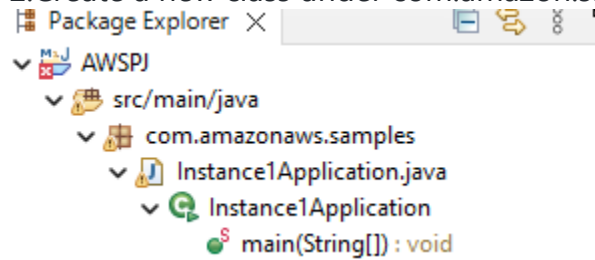 Package Explorer
AWSPJ
src/main/java
com.amazonaws.samples
Instance1Application.java
Instance1Application
main(String[]) : void